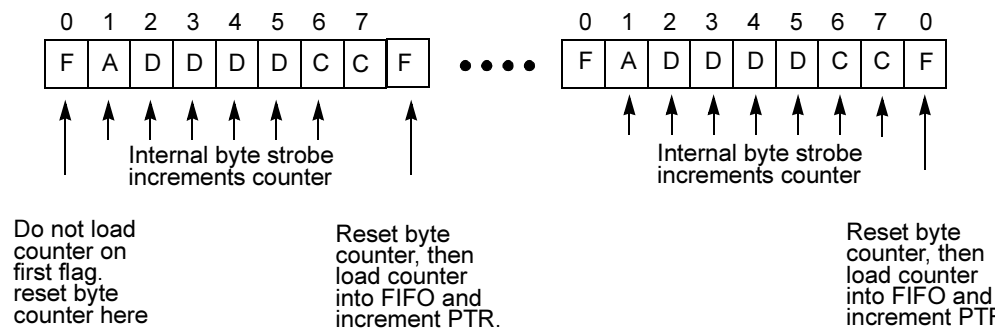 0 1 2 3 4 5 6 7 0 1 2 3 4 5 6 7 0
F A D D D D C C F F A D D D D C C F
Internal byte strobe
increments counter
Internal byte strobe
increments counter
Do not load
counter on
first flag.
reset byte
counter here
Reset byte
counter, then
load counter
into FIFO and
increment PTR.
Reset byte
counter, then
load counter
into FIFO and
increment PTR